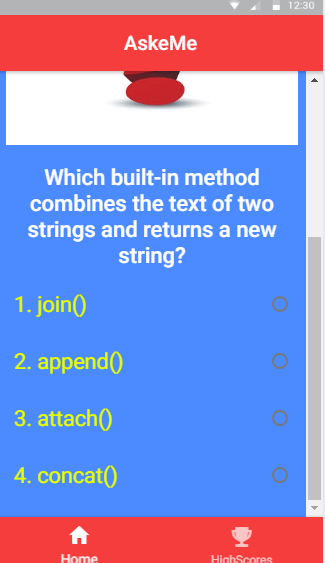 12:30
AskeMe
Which built-in method
combines the text of two
strings and returns a new
string?
1. join()
2. append()
3. attach()
4. concat()
Home
HighScores